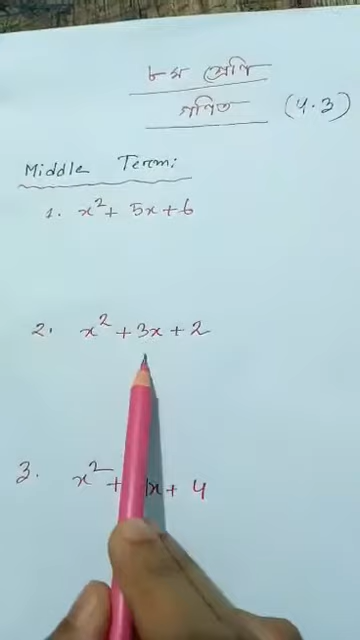 ৮ম শ্রেণি
গণিত (4.3)
Middle Term:
1. x² + 5x + 6
2. x² + 3x + 2
3. x² + x + 4